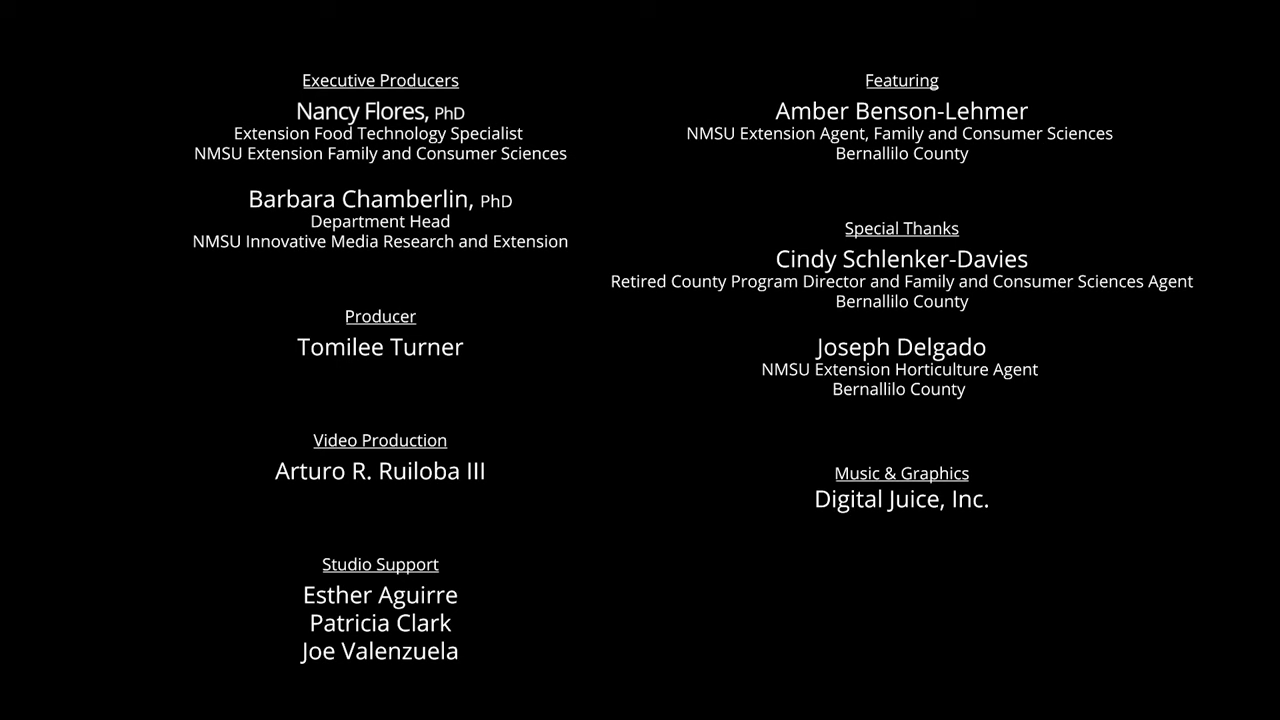 Executive Producers
Nancy Flores, PhD
Extension Food Technology Specialist
NMSU Extension Family and Consumer Sciences
Barbara Chamberlin, PhD
Department Head
NMSU Innovative Media Research and Extension
Producer
Tomilee Turner
Video Production
Arturo R. Ruiloba III
Studio Support
Esther Aguirre
Patricia Clark
Joe Valenzuela
Featuring
Amber Benson-Lehmer
NMSU Extension Agent, Family and Consumer Sciences
Bernallilo County
Special Thanks
Cindy Schlenker-Davies
Retired County Program Director and Family and Consumer Sciences Agent
Bernallilo County
Joseph Delgado
NMSU Extension Horticulture Agent
Bernallilo County
Music & Graphics
Digital Juice, Inc.